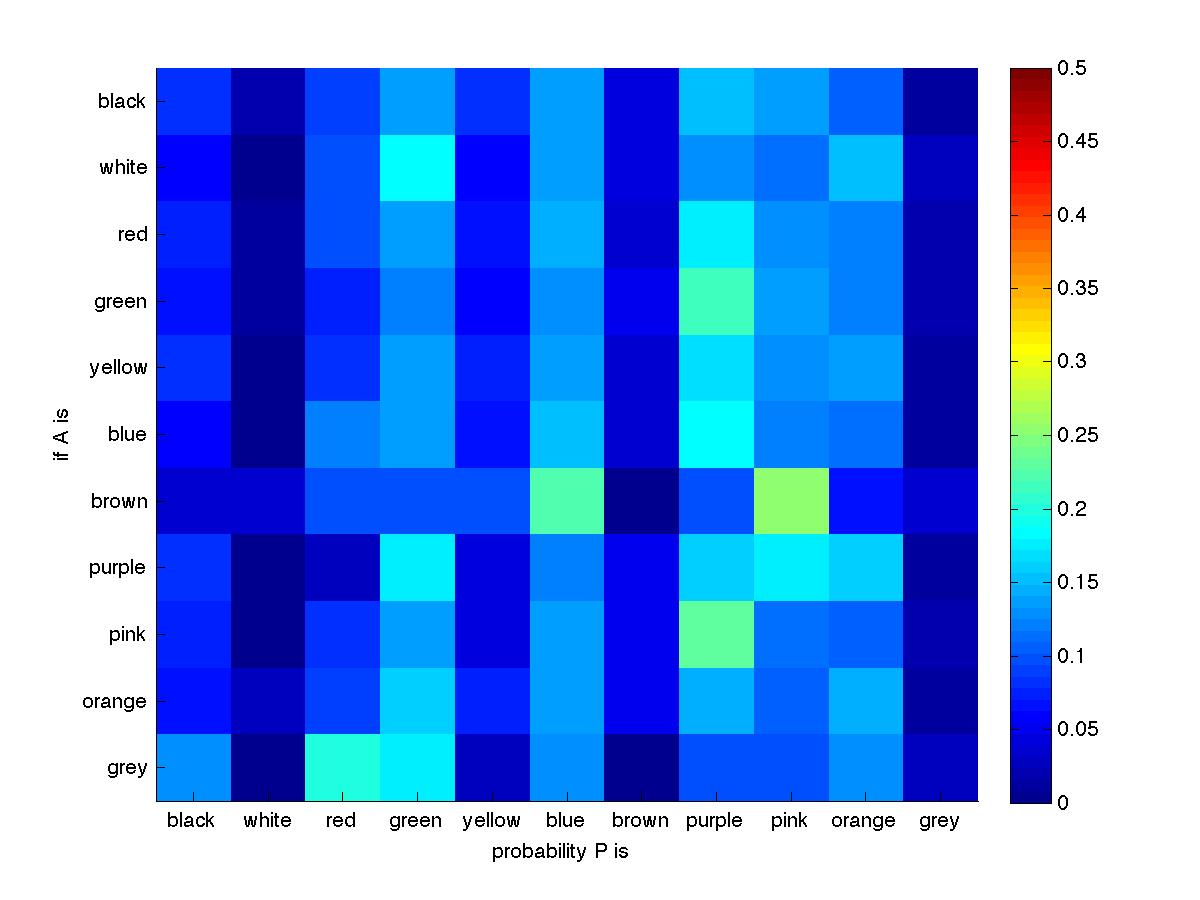 0.5
black
0.45
white
0.4
red
0.35
green
0.3
yellow
0.25
if A is
blue
0.2
brown
0.15
purple
0.1
pink
0.05
orange
grey
0
black white red green yellow blue brown purple pink orange grey
probability P is